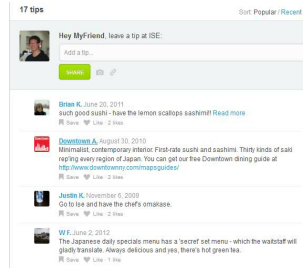 17 tips
Sort: Popular / Recent
Hey MyFriend, leave a tip at ISE:
Add a tip...
SHARE
Brian K. June 20, 2011
such good sushi - have the lemon scallops sashimi!! Read more
Save Like · 2 likes
Downtown A. August 30, 2010
Minimalist, contemporary interior. First-rate sushi and sashimi. Thirty kinds of saki
rep'ing every region of Japan. You can get our free Downtown dining guide at
http://www.downtownny.com/mapsguides/
Save Like · 2 likes
Justin K. November 6, 2009
Go to Ise and have the chef's omakase.
Save Like · 2 likes
W F. June 2, 2012
The Japanese daily specials menu has a 'secret' set menu - which the waitstaff will
gladly translate. Always delicious and yes, there's hot green tea.
Save Like · 1 like